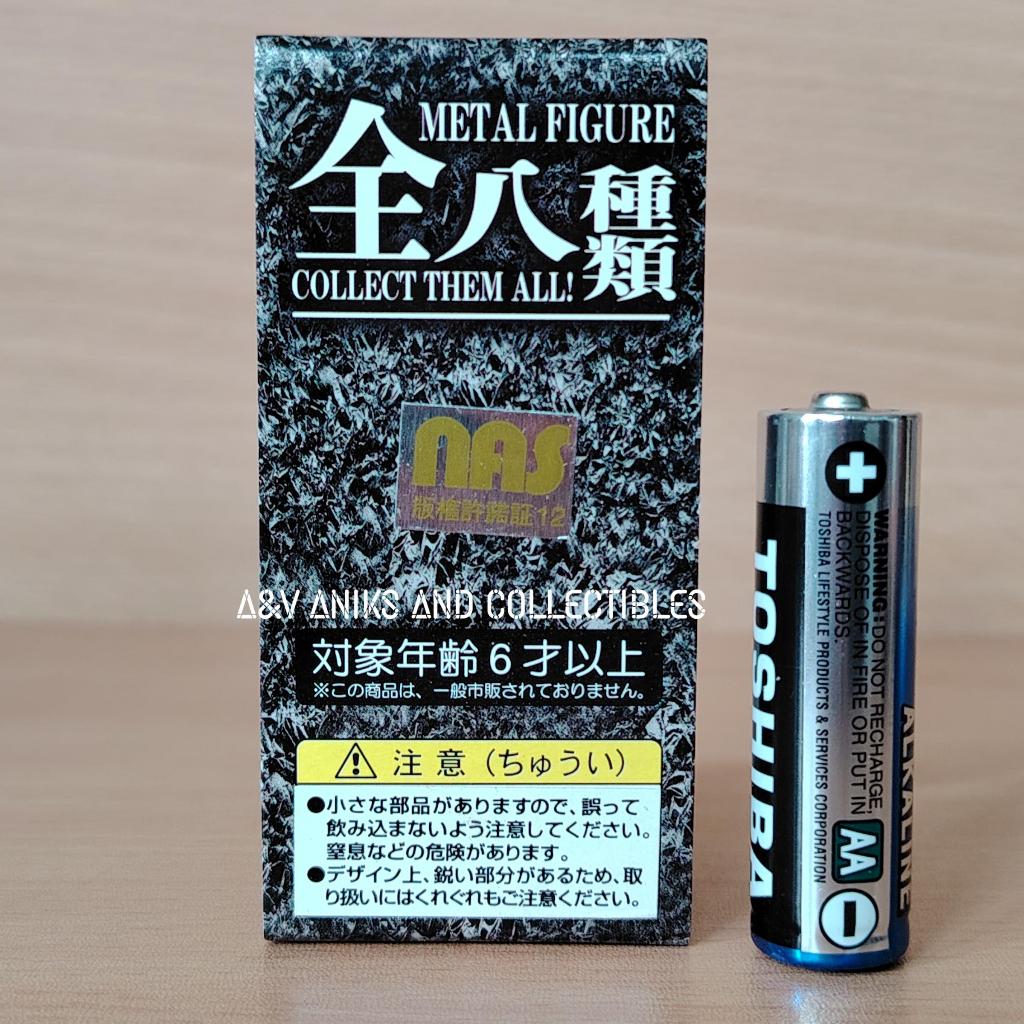 METAL FIGURE
全八種類
COLLECT THEM ALL!
nas
版権許諾証12
A&V ANIKS AND COLLECTIBLES
対象年齢6才以上
※この商品は、一般市販されておりません。
注意(ちゅうい)
●小さな部品がありますので、誤って
飲み込まないよう注意してください。
窒息などの危険があります。
●デザイン上、鋭い部分があるため、取
り扱いにはくれぐれもご注意ください。
+
WARNING: DO NOT RECHARGE,
DISPOSE OF IN FIRE OR PUT IN
BACKWARDS.
TOSHIBA LIFESTYLE PRODUCTS & SERVICES CORPORATION
TOSHIBA
ALKALINE
AA
-